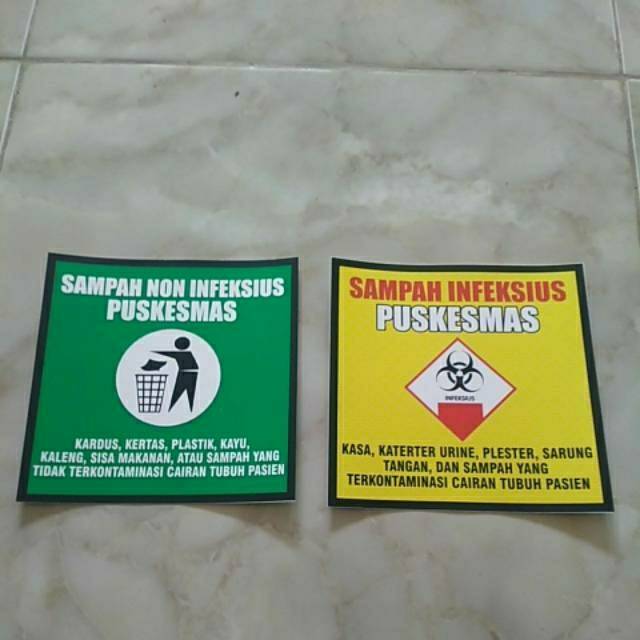 SAMPAH NON INFEKSIUS
PUSKESMAS
KARDUS, KERTAS, PLASTIK, KAYU,
KALENG, SISA MAKANAN, ATAU SAMPAH YANG
TIDAK TERKONTAMINASI CAIRAN TUBUH PASIEN
SAMPAH INFEKSIUS
PUSKESMAS
INFEKSIUS
KASA, KATERTER URINE, PLESTER, SARUNG
TANGAN, DAN SAMPAH YANG
TERKONTAMINASI CAIRAN TUBUH PASIEN